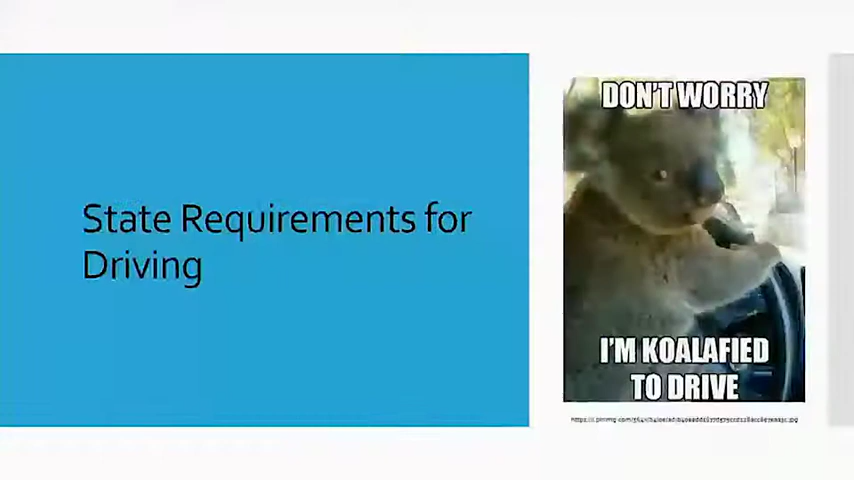 State Requirements for
Driving
DON'T WORRY
I'M KOALAFIED
TO DRIVE